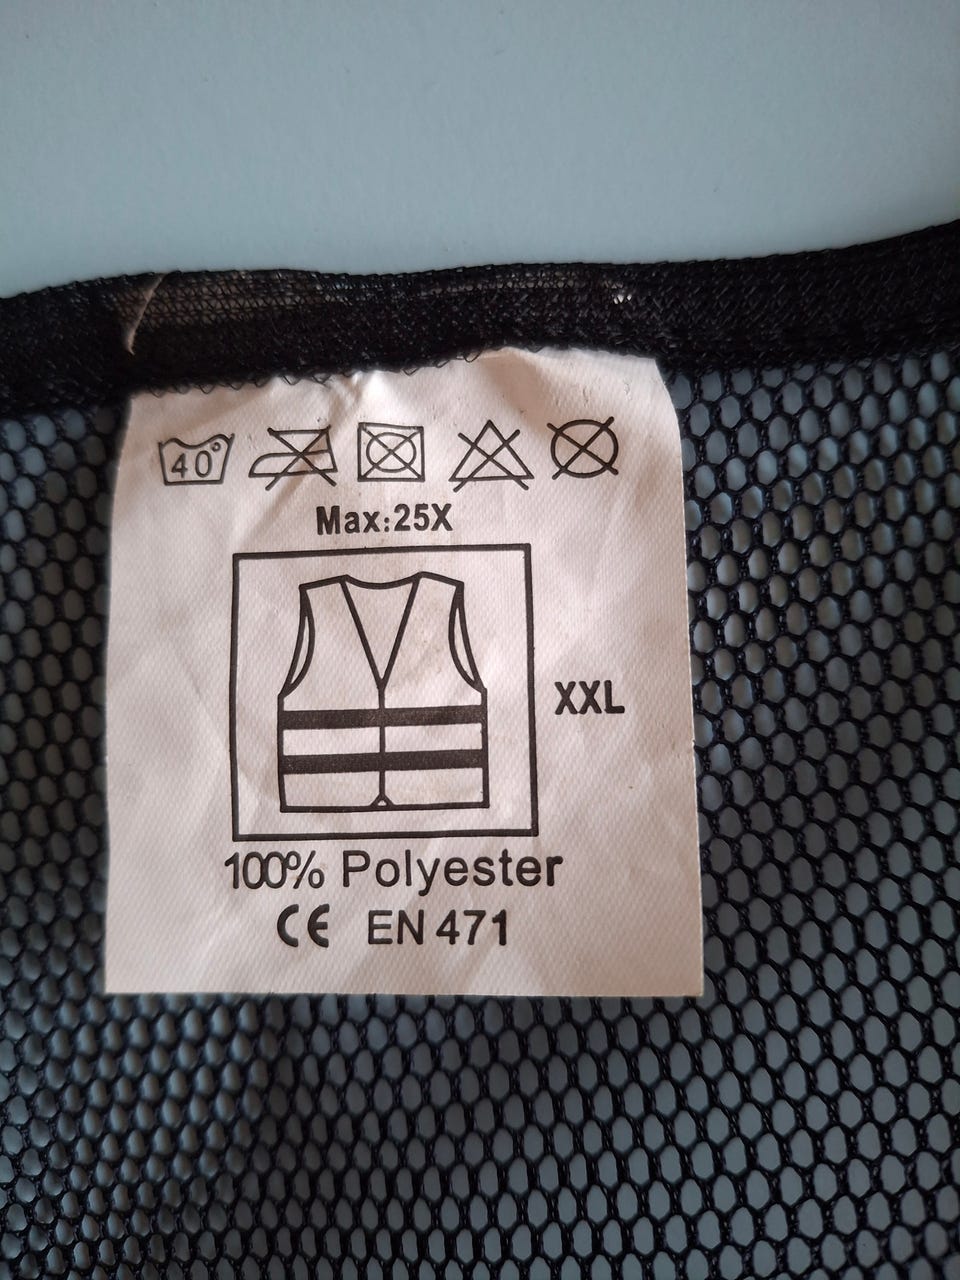 40°
Max:25X
XXL
100% Polyester
CE EN 471